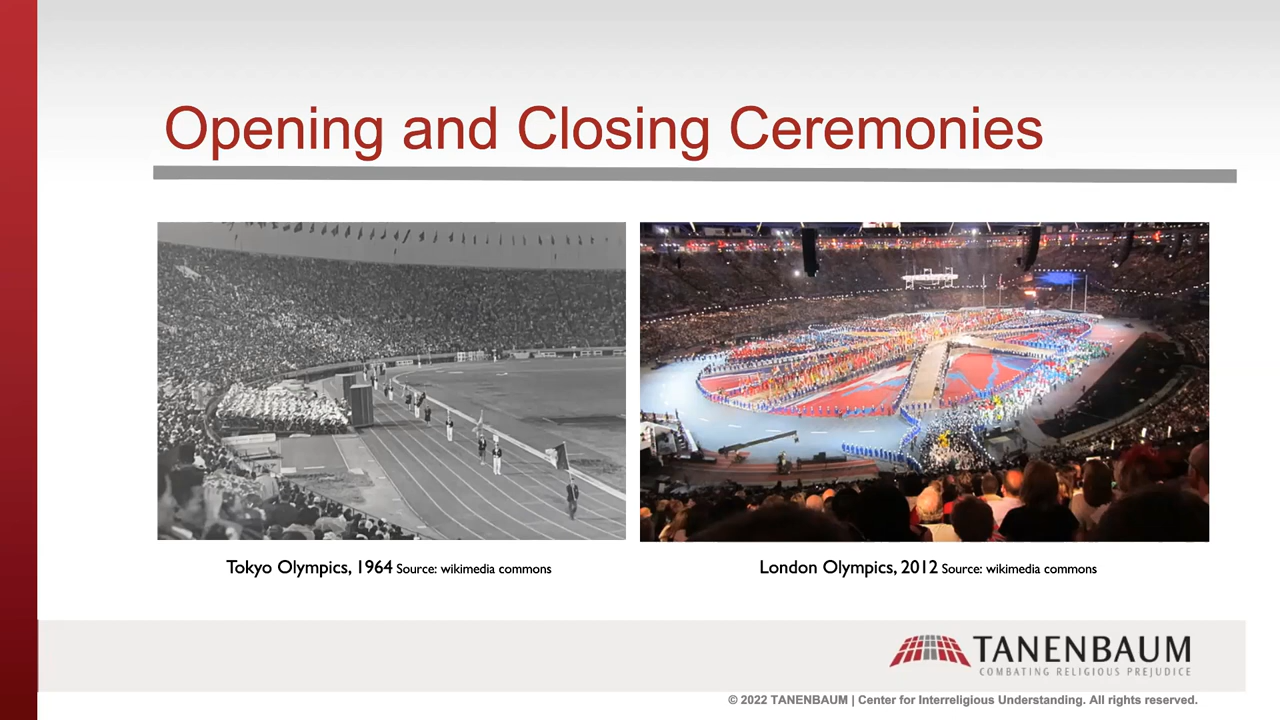 Opening and Closing Ceremonies
Tokyo Olympics, 1964 Source: wikimedia commons
London Olympics, 2012 Source: wikimedia commons
TANENBAUM
COMBATING RELIGIOUS PREJUDICE
© 2022 TANENBAUM | Center for Interreligious Understanding. All rights reserved.